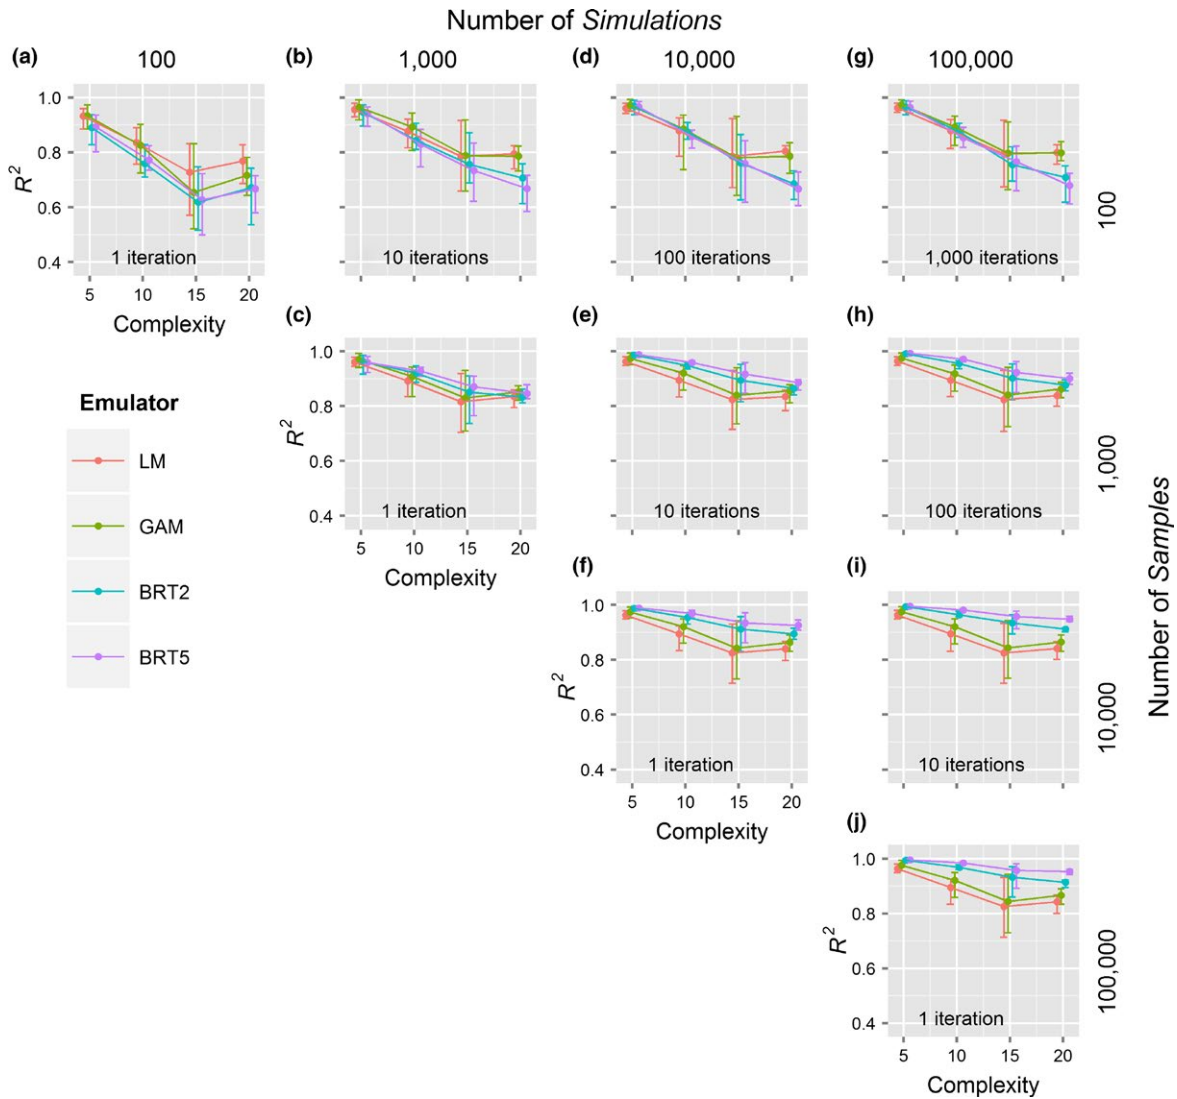 Number of Simulations
(a) 100 (b) 1,000 (d) 10,000 (g) 100,000
1.0
0.8
0.6
0.4
R²
1 iteration
10 iterations
100 iterations
1,000 iterations
100
5 10 15 20
Complexity
(c) (e) (h)
1.0
0.8
0.6
0.4
R²
1 iteration
10 iterations
100 iterations
1,000
5 10 15 20
Complexity
Emulator
LM
GAM
BRT2
BRT5
Number of Samples
(f) (i)
1.0
0.8
0.6
0.4
R²
1 iteration
10 iterations
10,000
5 10 15 20
Complexity
(j)
1.0
0.8
0.6
0.4
R²
1 iteration
100,000
5 10 15 20
Complexity